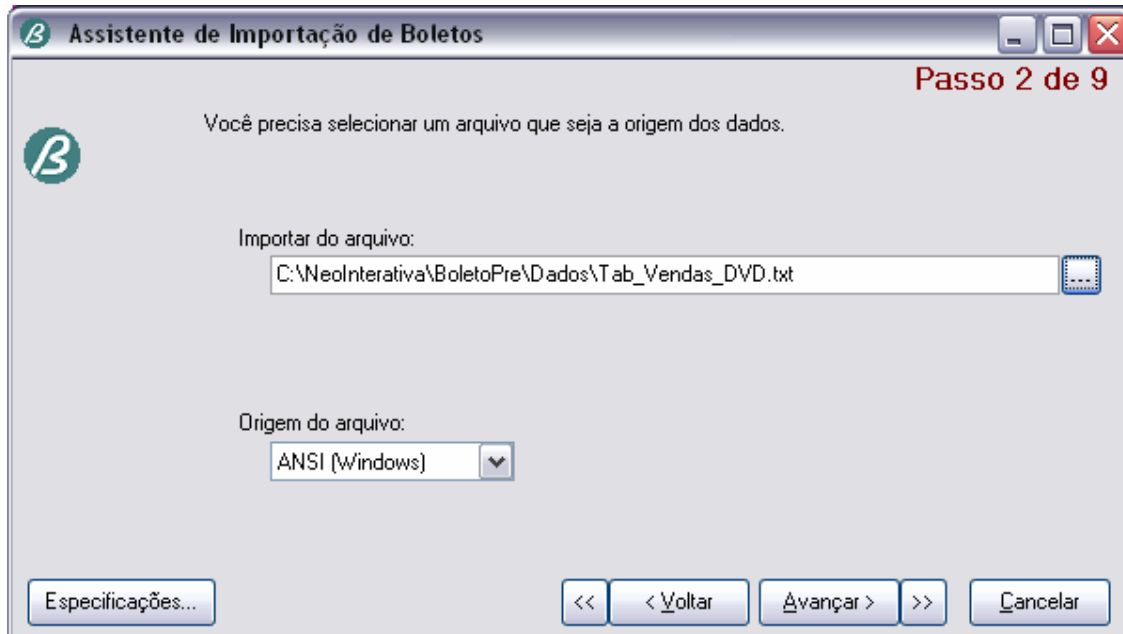 Assistente de Importação de Boletos
Passo 2 de 9
Você precisa selecionar um arquivo que seja a origem dos dados.
Importar do arquivo:
C:\NeoInterativa\BoletoPre\Dados\Tab_Vendas_DVD.txt
...
Origem do arquivo:
ANSI (Windows)
Especificações... << < Voltar Avançar > >> Cancelar